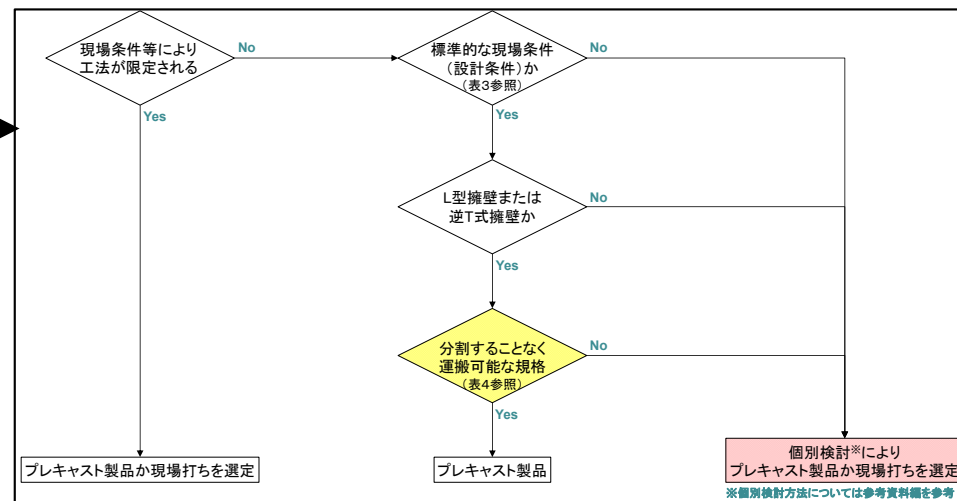 現場条件等により
工法が限定される
No
標準的な現場条件
(設計条件)か
(表3参照)
No
Yes
Yes
L型擁壁または
逆T式擁壁か
No
Yes
分割することなく
運搬可能な規格
(表4参照)
No
Yes
プレキャスト製品か現場打ちを選定
プレキャスト製品
個別検討※により
プレキャスト製品か現場打ちを選定
※個別検討方法については参考資料編を参考